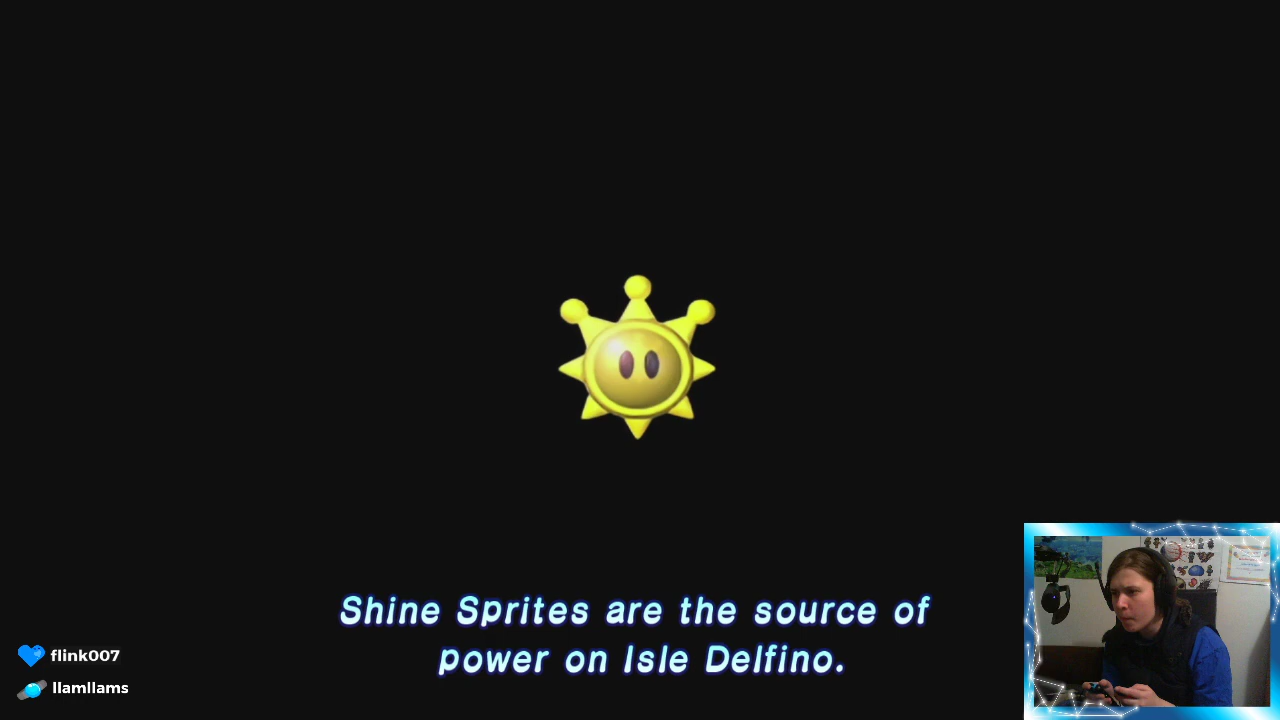 Shine Sprites are the source of
power on Isle Delfino.
flink007
llamllams